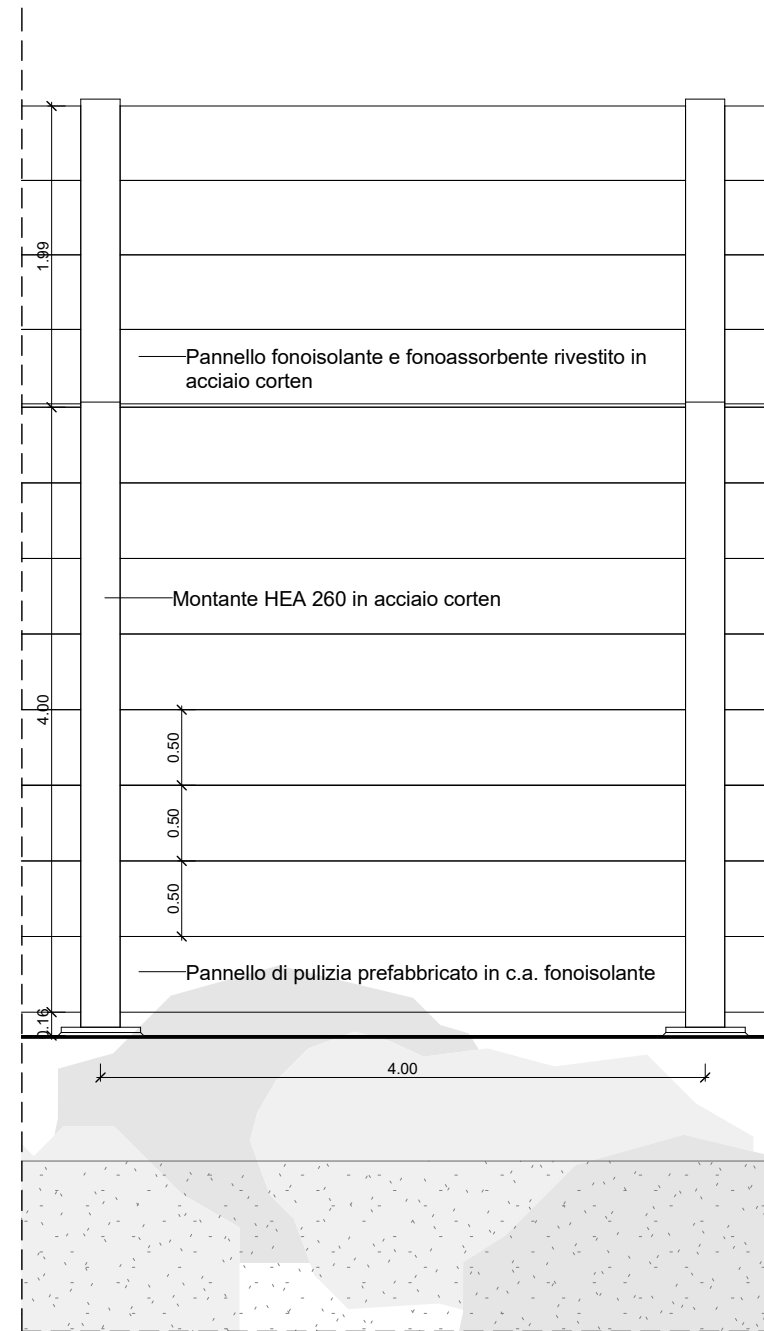 1.99
Pannello fonoisolante e fonoassorbente rivestito in
acciaio corten
Montante HEA 260 in acciaio corten
4.00
0.50
0.50
0.50
Pannello di pulizia prefabbricato in c.a. fonoisolante
0.16
4.00